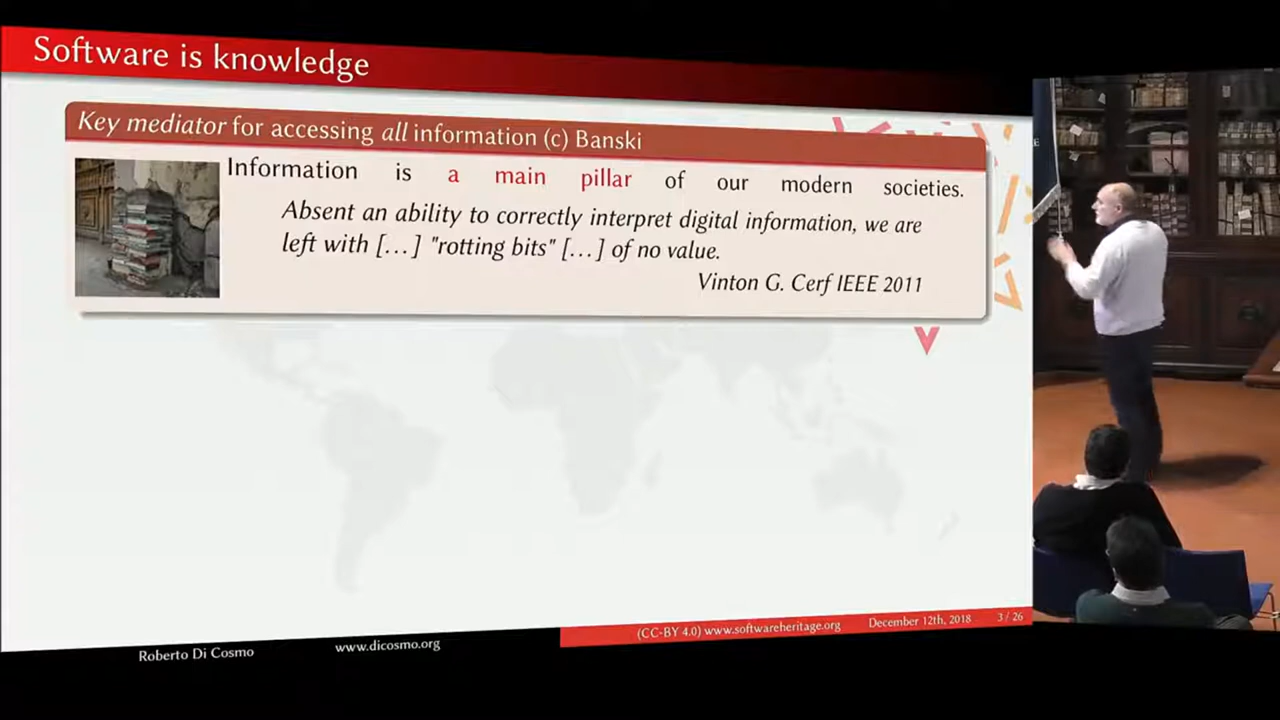 Software is knowledge
Key mediator for accessing all information (c) Banski
Information is a main pillar of our modern societies.
Absent an ability to correctly interpret digital information, we are
left with [...] "rotting bits" [...] of no value.
Vinton G. Cerf IEEE 2011
(CC-BY 4.0) www.softwareheritage.org December 12th, 2018 3 / 26
Roberto Di Cosmo www.dicosmo.org